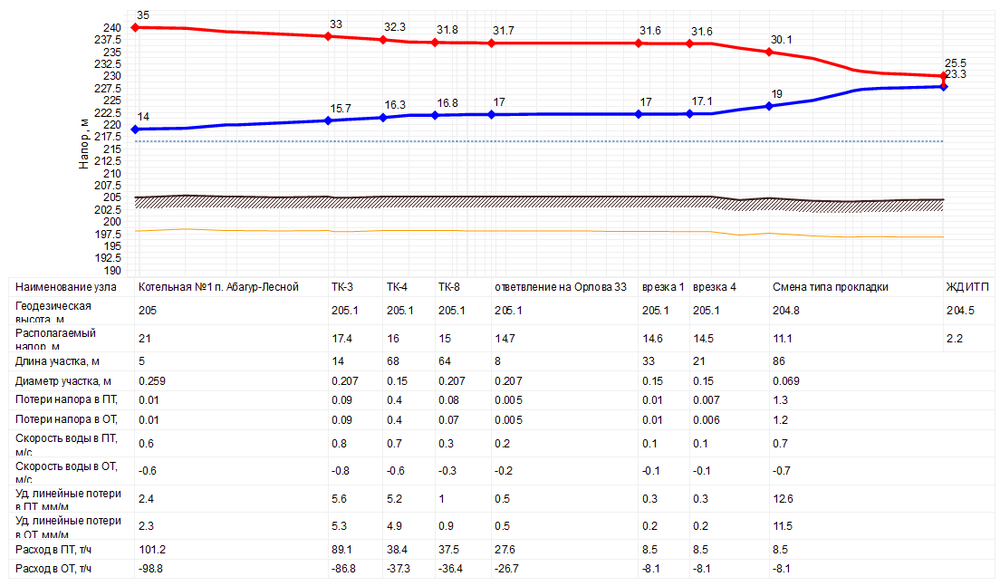 35
33
32.3
31.8
31.7
31.6
31.6
30.1
25.5
23.3
14
15.7
16.3
16.8
17
17
17.1
19
Напор, м
240
237.5
235
232.5
230
227.5
225
222.5
220
217.5
215
212.5
210
207.5
205
202.5
200
197.5
195
192.5
190
Наименование узла Котельная №1 п. Абагур-Лесной ТК-3 ТК-4 ТК-8 ответвление на Орлова 33 врезка 1 врезка 4 Смена типа прокладки ЖД ИТП
Геодезическая
высота, м 205 205.1 205.1 205.1 205.1 205.1 205.1 204.8 204.5
Располагаемый
напор, м 21 17.4 16 15 14.7 14.6 14.5 11.1 2.2
Длина участка, м 5 14 68 64 8 33 21 86
Диаметр участка, м 0.259 0.207 0.15 0.207 0.207 0.15 0.15 0.069
Потери напора в ПТ, 0.01 0.09 0.4 0.08 0.005 0.01 0.007 1.3
Потери напора в ОТ, 0.01 0.09 0.4 0.07 0.005 0.01 0.006 1.2
Скорость воды в ПТ,
м/с 0.6 0.8 0.7 0.3 0.2 0.1 0.1 0.7
Скорость воды в ОТ,
м/с -0.6 -0.8 -0.6 -0.3 -0.2 -0.1 -0.1 -0.7
Уд. линейные потери
в ПТ, мм/м 2.4 5.6 5.2 1 0.5 0.3 0.3 12.6
Уд. линейные потери
в ОТ, мм/м 2.3 5.3 4.9 0.9 0.5 0.2 0.2 11.5
Расход в ПТ, т/ч 101.2 89.1 38.4 37.5 27.6 8.5 8.5 8.5
Расход в ОТ, т/ч -98.8 -86.8 -37.3 -36.4 -26.7 -8.1 -8.1 -8.1